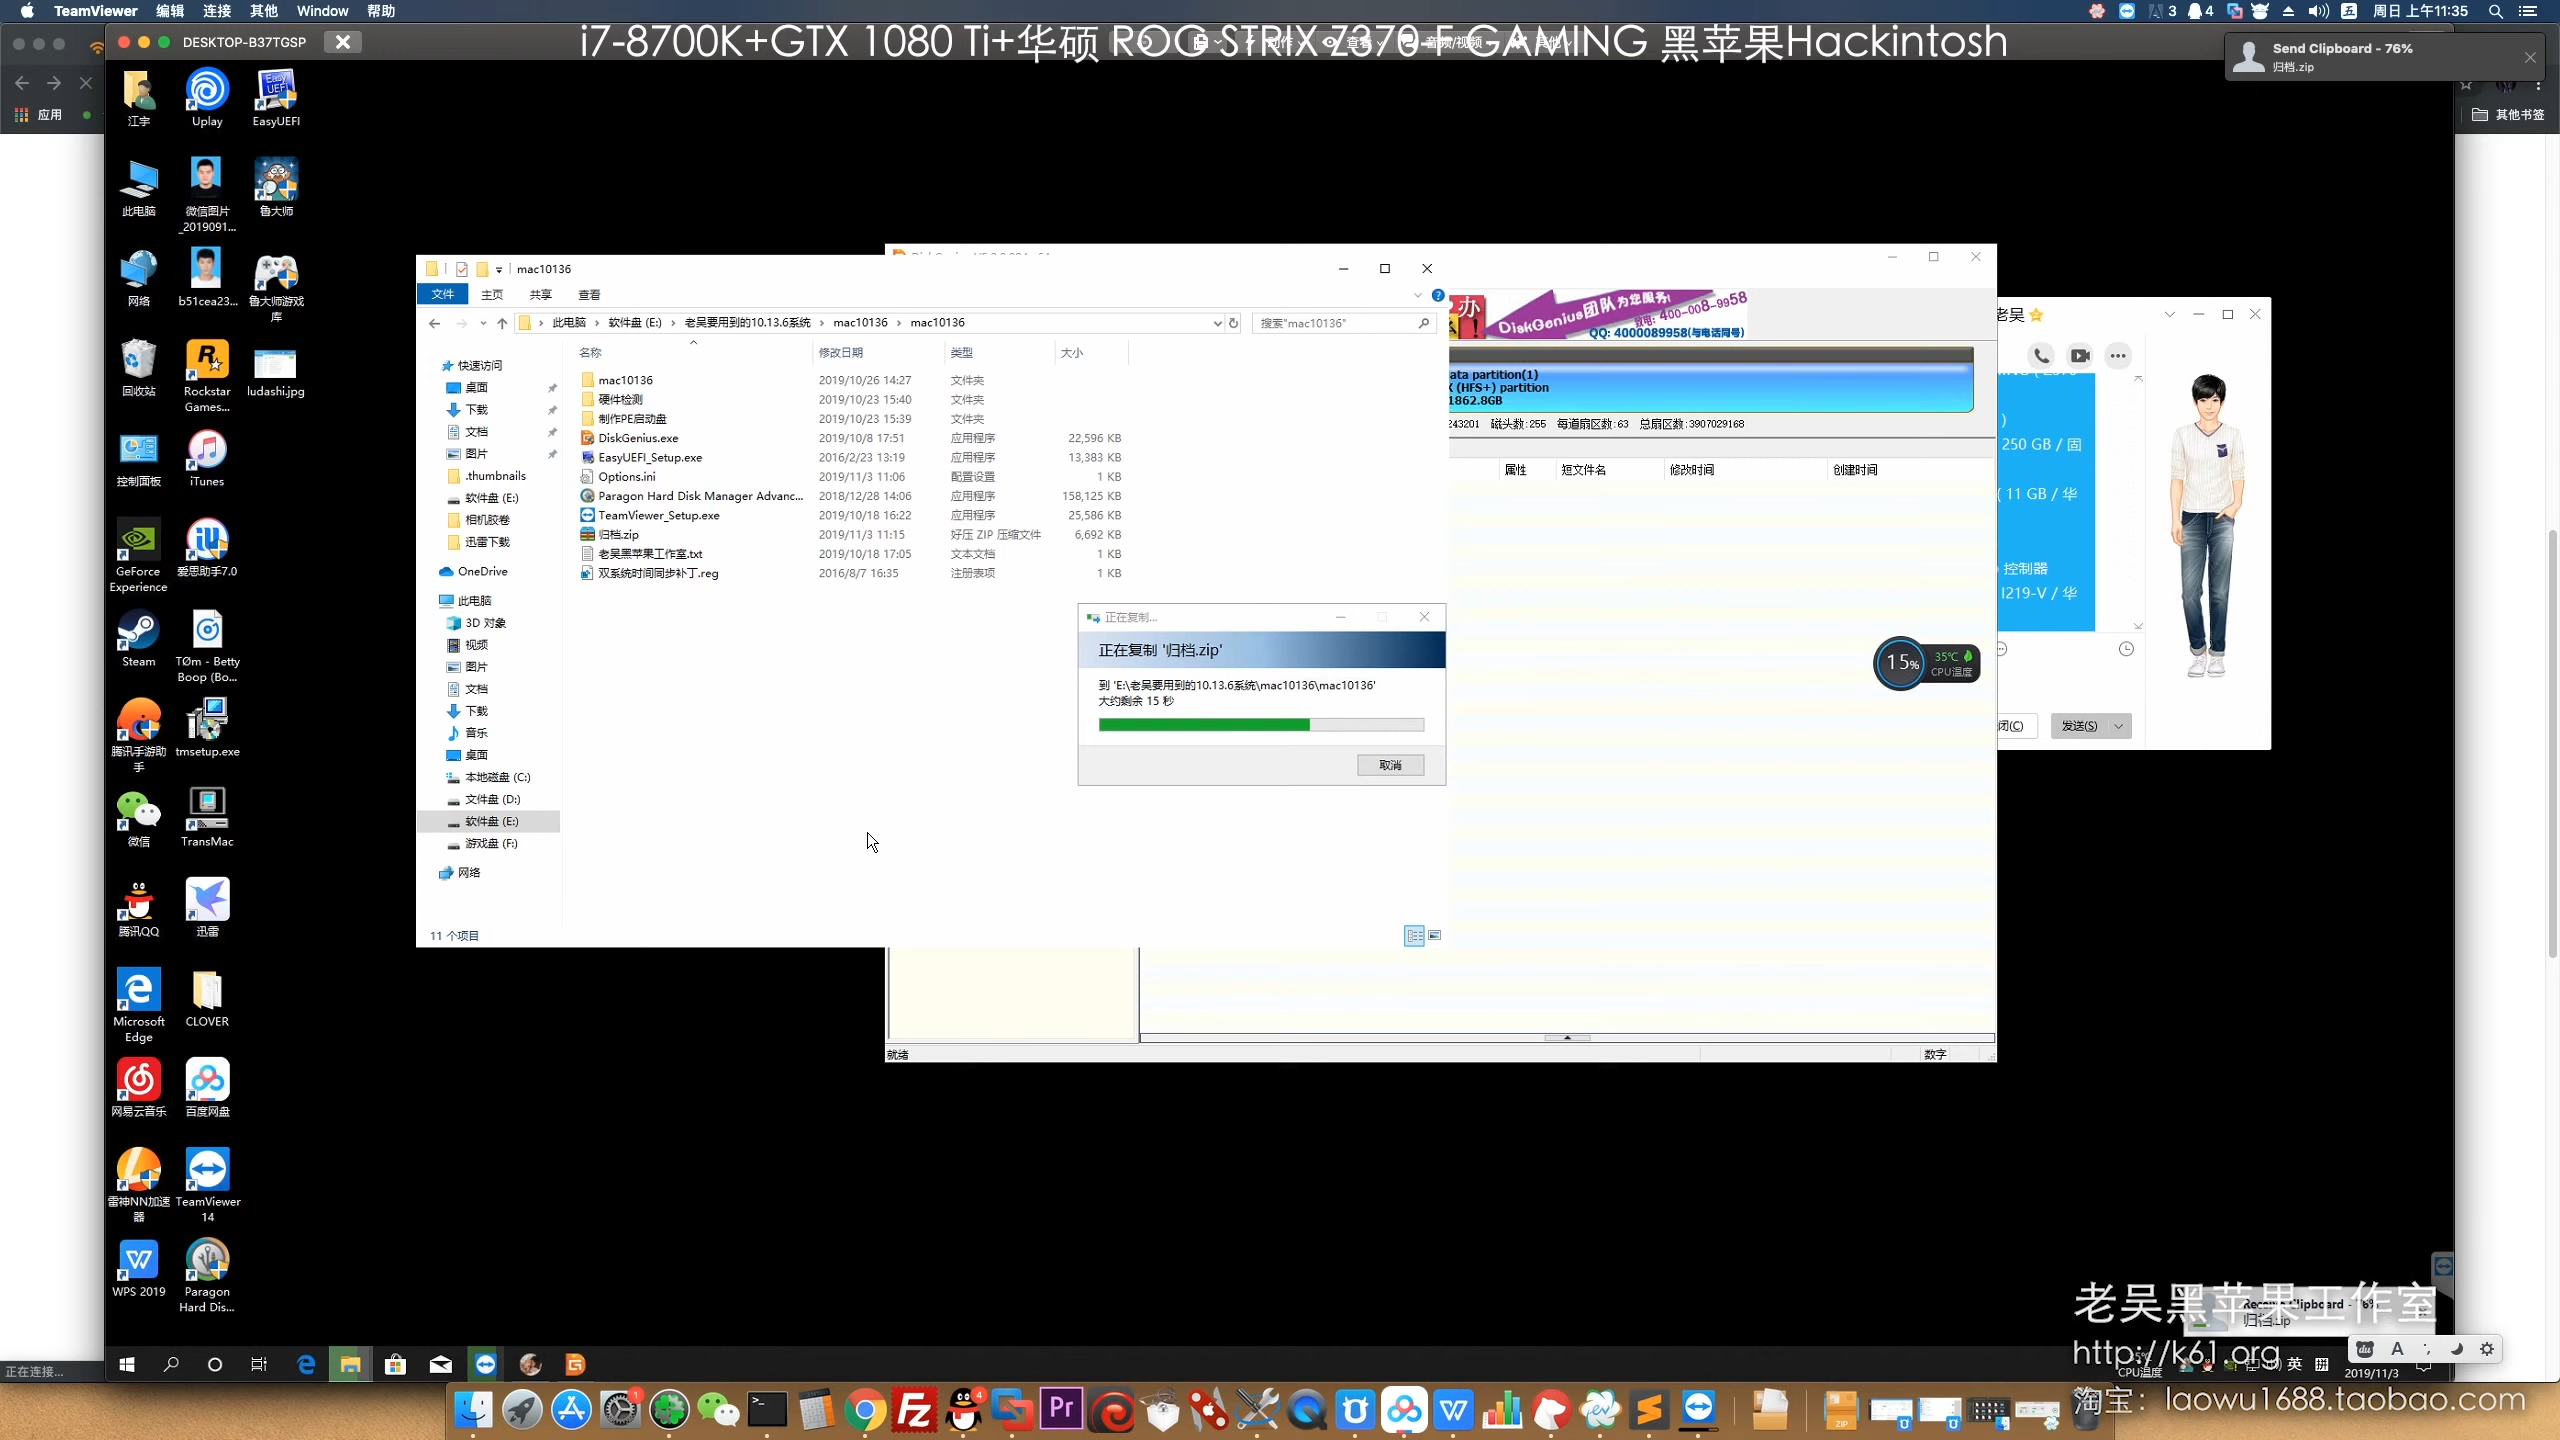 TeamViewer 编辑 连接 其他 Window 帮助
3
4
周日 上午11:35
DESKTOP-B37TGSP
i7-8700K+GTX 1080 Ti+华硕 ROG STRIX Z370-F GAMING 黑苹果Hackintosh
Send Clipboard - 76%
归档.zip
应用
其他书签
江宇
Uplay
EasyUEFI
此电脑
微信图片_2019091...
鲁大师
网络
b51cea23...
鲁大师游戏库
回收站
Rockstar Games...
ludashi.jpg
控制面板
iTunes
GeForce Experience
爱思助手7.0
Steam
TØm - Betty Boop (Bo...
腾讯手游助手
tmsetup.exe
微信
TransMac
腾讯QQ
迅雷
Microsoft Edge
CLOVER
网易云音乐
百度网盘
雷神NN加速器
TeamViewer 14
WPS 2019
Paragon Hard Dis...
mac10136
文件 主页 共享 查看
此电脑 › 软件盘 (E:) › 老吴要用到的10.13.6系统 › mac10136 › mac10136
搜索"mac10136"
名称 修改日期 类型 大小
mac10136 2019/10/26 14:27 文件夹
硬件检测 2019/10/23 15:40 文件夹
制作PE启动盘 2019/10/23 15:39 文件夹
DiskGenius.exe 2019/10/8 17:51 应用程序 22,596 KB
EasyUEFI_Setup.exe 2016/2/23 13:19 应用程序 13,383 KB
Options.ini 2019/11/3 11:06 配置设置 1 KB
Paragon Hard Disk Manager Advanc... 2018/12/28 14:06 应用程序 158,125 KB
TeamViewer_Setup.exe 2019/10/18 16:22 应用程序 25,586 KB
归档.zip 2019/11/3 11:15 好压 ZIP 压缩文件 6,692 KB
老吴黑苹果工作室.txt 2019/10/18 17:05 文本文档 1 KB
双系统时间同步补丁.reg 2016/8/7 16:35 注册表项 1 KB
快速访问
桌面
下载
文档
图片
.thumbnails
软件盘 (E:)
相机胶卷
迅雷下载
OneDrive
此电脑
3D 对象
视频
图片
文档
下载
音乐
桌面
本地磁盘 (C:)
文件盘 (D:)
软件盘 (E:)
游戏盘 (F:)
网络
11 个项目
正在复制...
正在复制 '归档.zip'
到 'E:\老吴要用到的10.13.6系统\mac10136\mac10136'
大约剩余 15 秒
取消
办
DiskGenius团队为您服务!
致电: 400-008-9958
QQ: 4000089958(与电话同号)
ata partition(1)
(HFS+) partition
1862.8GB
243201 磁头数:255 每道扇区数:63 总扇区数:3907029168
属性 短文件名 修改时间 创建时间
就绪
数字
15%
35℃
CPU温度
老吴
250 GB / 固
( 11 GB / 华
控制器
I219-V / 华
闭(C)
发送(S)
老吴黑苹果工作室
Receive Clipboard - 76%
归档.zip
http://k61.org
CPU温度
英
2019/11/3
正在连接...
淘宝：laowu1688.taobao.com